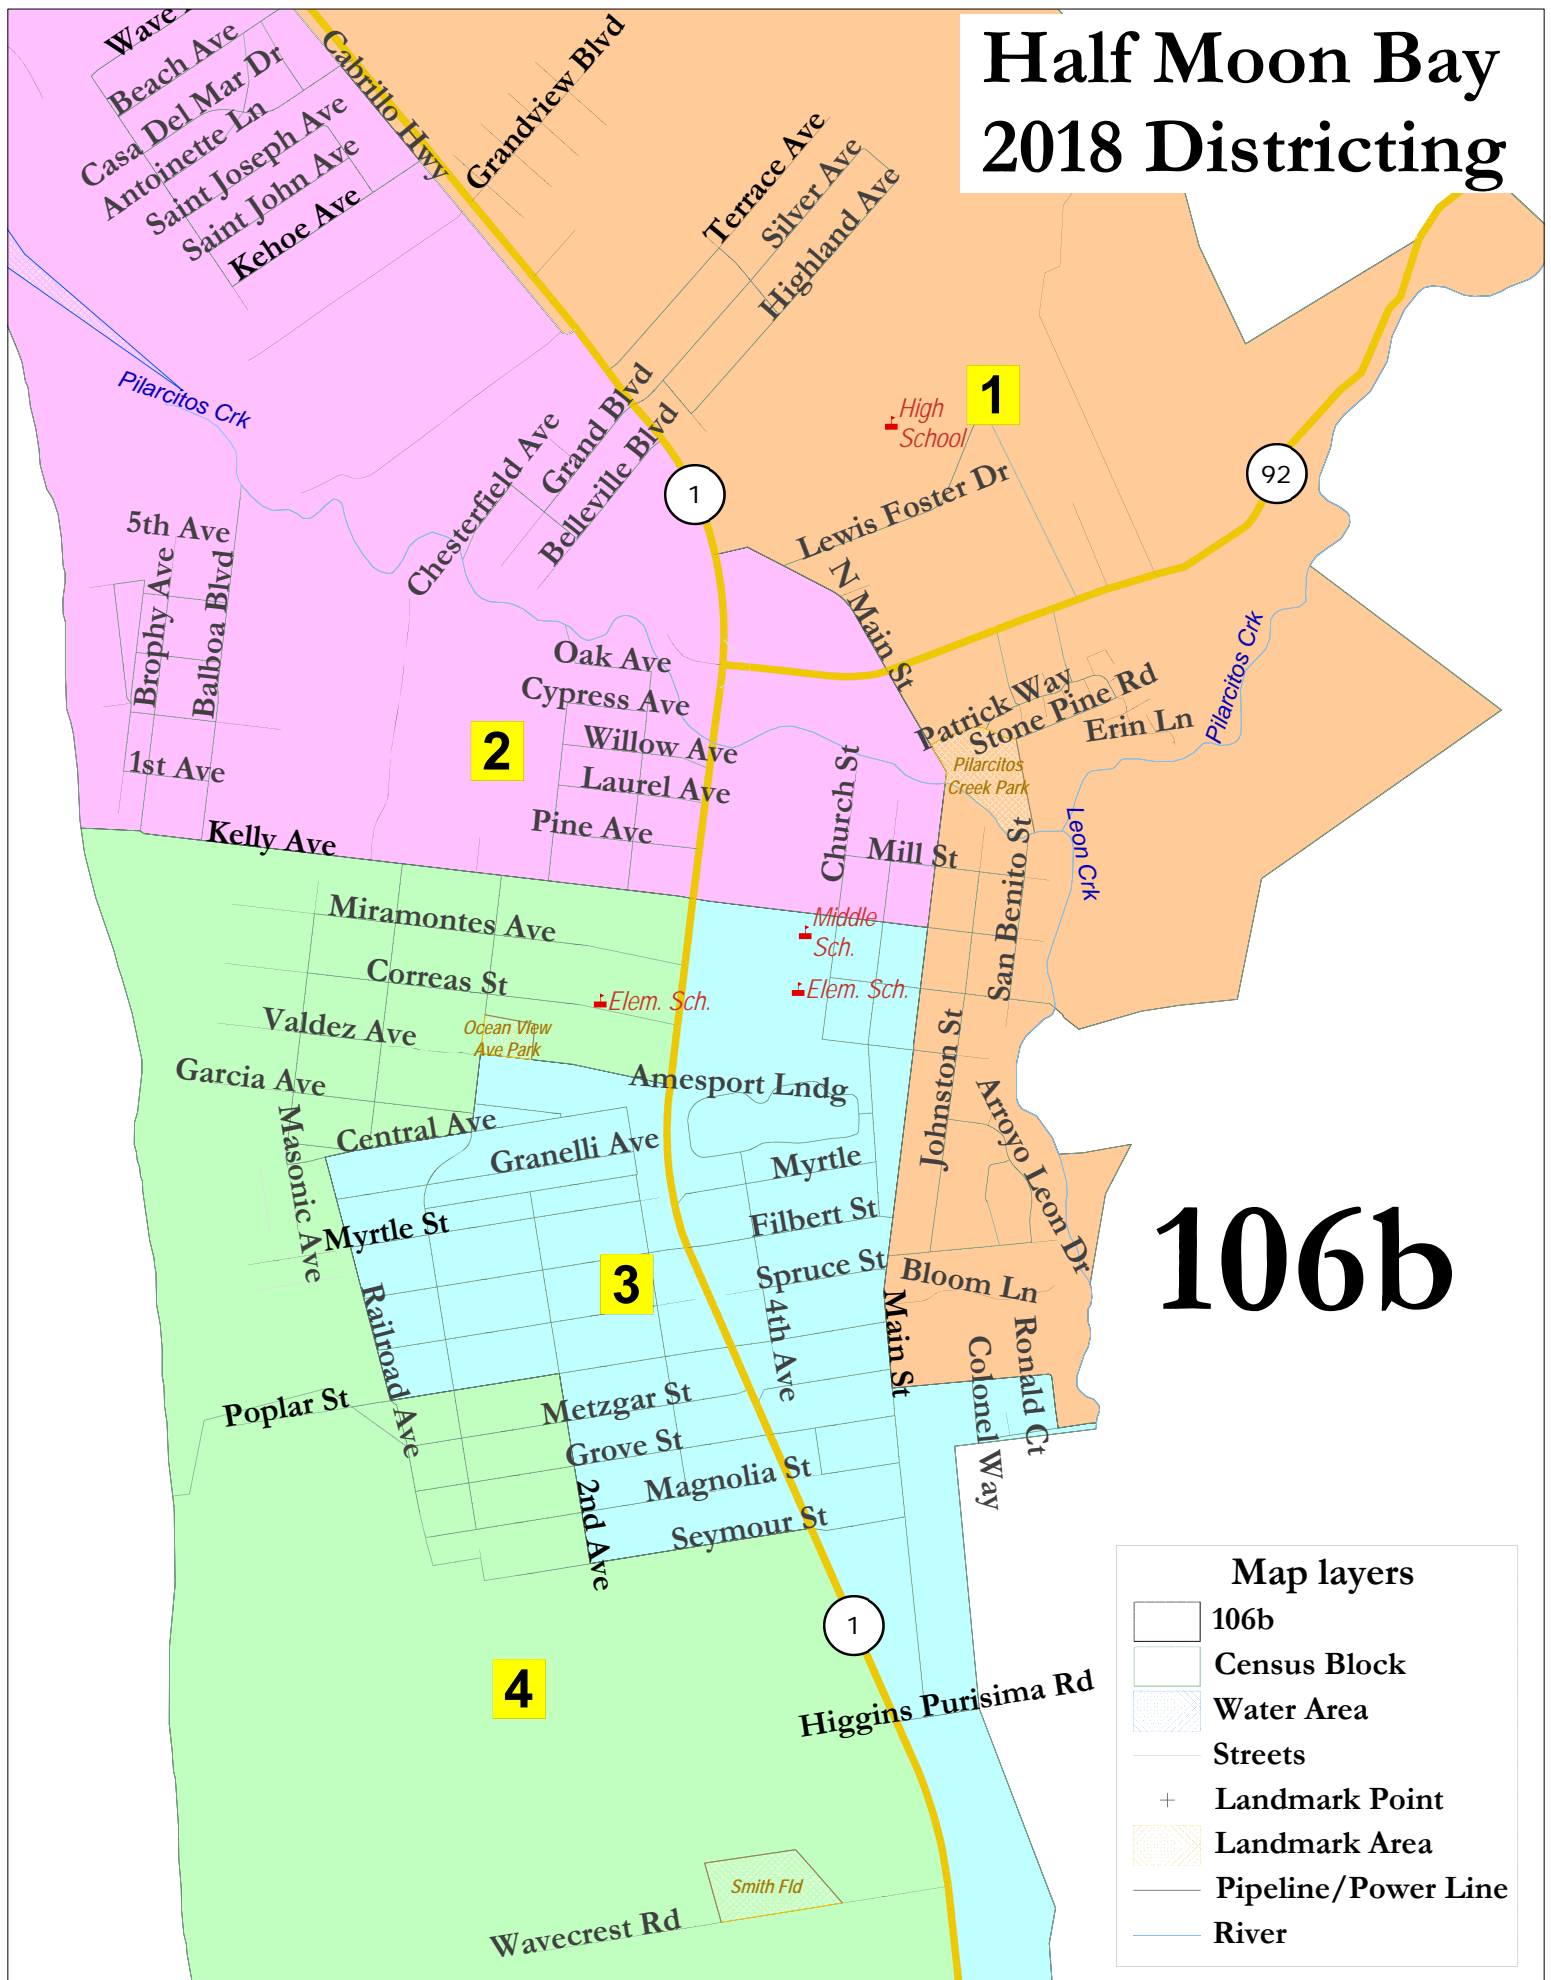 Half Moon Bay
2018 Districting
Wave
Beach Ave
Casa Del Mar Dr
Antoinette Ln
Saint Joseph Ave
Saint John Ave
Kehoe Ave
Cabrillo Hwy
Grandview Blvd
Terrace Ave
Silver Ave
Highland Ave
Pilarcitos Crk
1
High
School
92
Grand Blvd
Chesterfield Ave
Belleville Blvd
1
Lewis Foster Dr
N Main St
5th Ave
Brophy Ave
Balboa Blvd
1st Ave
Oak Ave
Cypress Ave
2
Willow Ave
Laurel Ave
Pine Ave
Patrick Way
Stone Pine Rd
Erin Ln
Pilarcitos Crk
Pilarcitos
Creek Park
Leon Crk
Church St
Mill St
San Benito St
Kelly Ave
Miramontes Ave
Correas St
Valdez Ave
Garcia Ave
Middle
Sch.
Elem. Sch.
Elem. Sch.
Ocean View
Ave Park
Amesport Lndg
Johnston St
Arroyo Leon Dr
Masonic Ave
Central Ave
Granelli Ave
Myrtle
Myrtle St
Filbert St
Spruce St
3
Bloom Ln
106b
Railroad Ave
4th Ave
Main St
Colonel Way
Ronald Ct
Poplar St
Metzgar St
Grove St
Magnolia St
2nd Ave
Seymour St
1
4
Higgins Purisima Rd
Smith Fld
Wavecrest Rd
Map layers
106b
Census Block
Water Area
Streets
Landmark Point
Landmark Area
Pipeline/Power Line
River